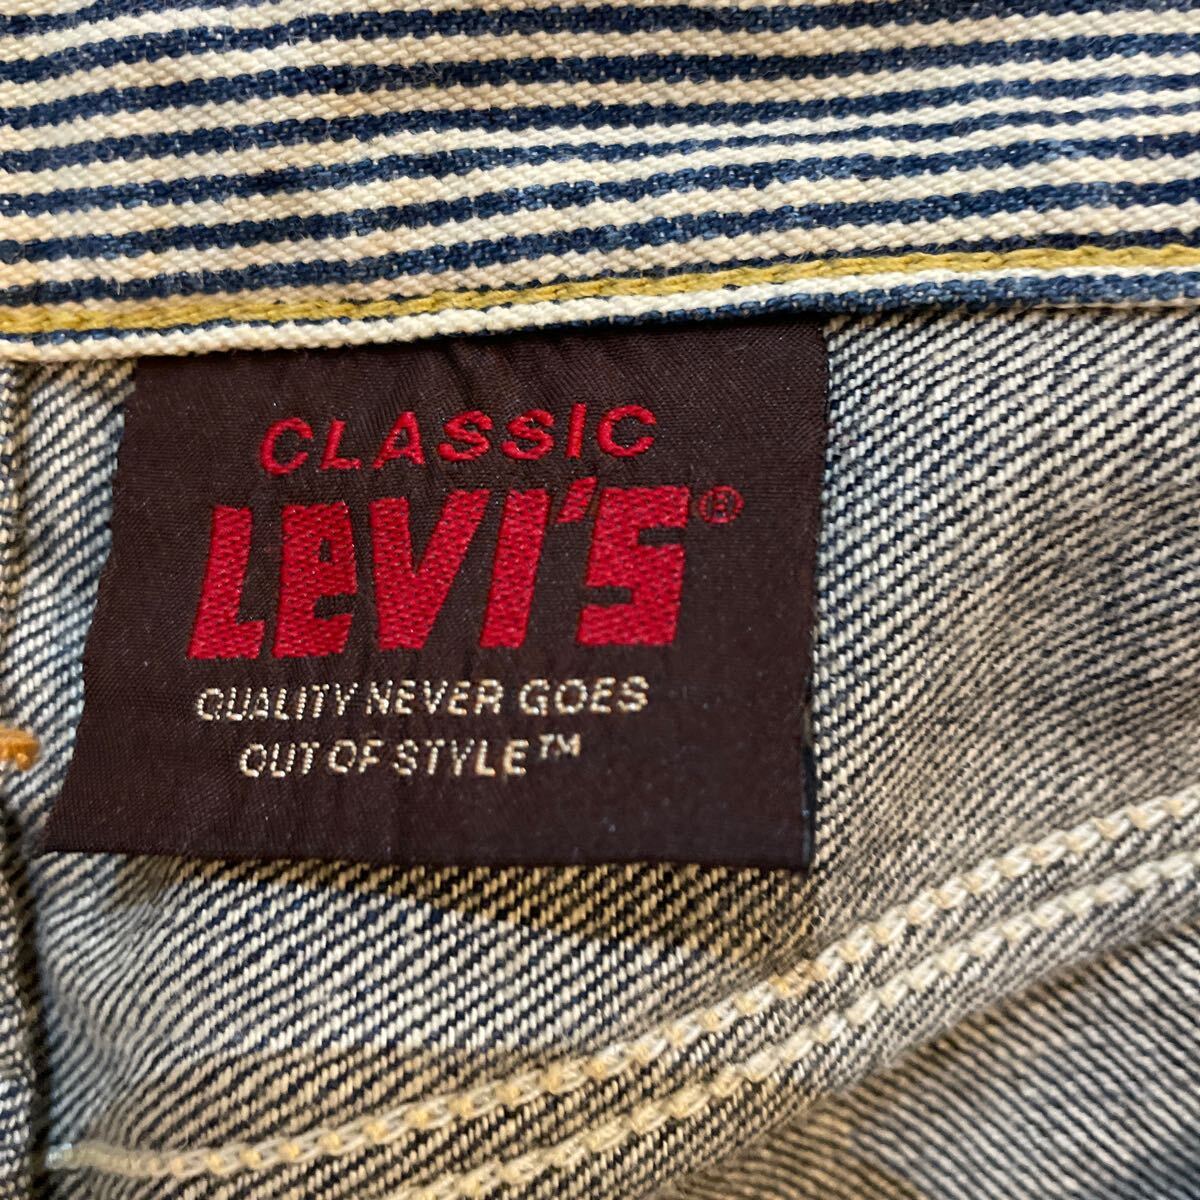 CLASSIC
LEVI'S®
QUALITY NEVER GOES
OUT OF STYLE™